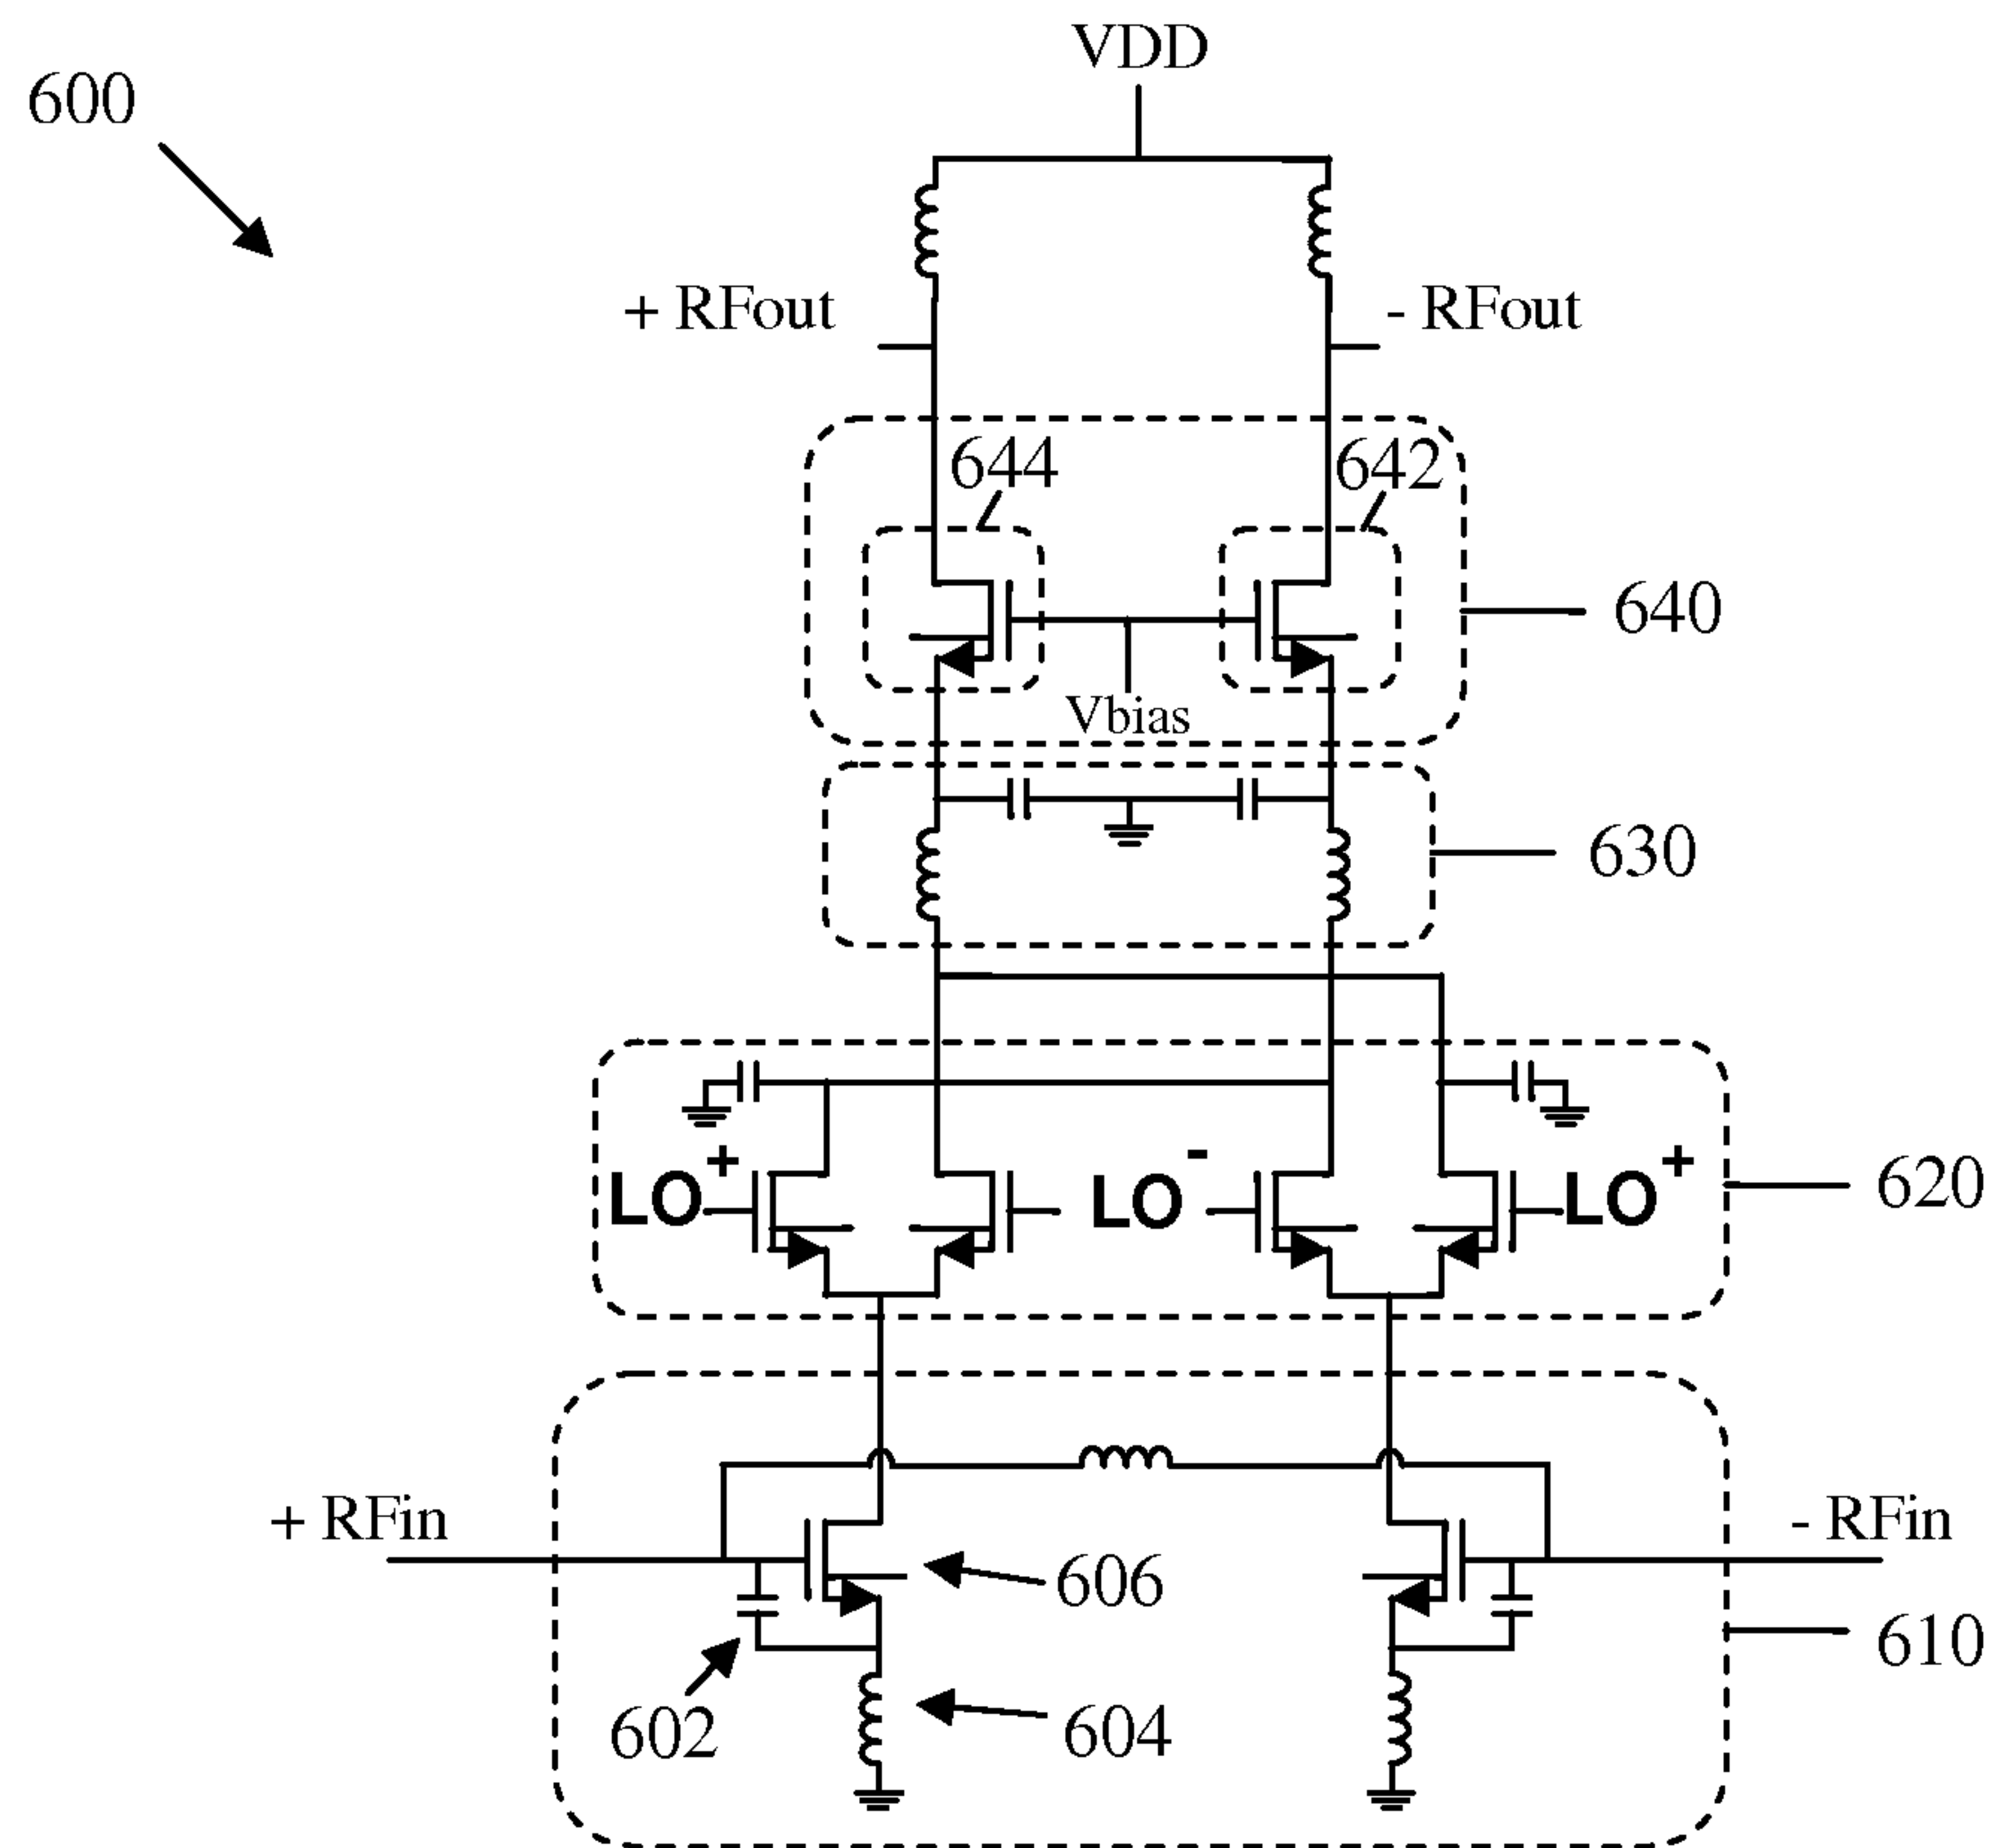 VDD
600
+ RFout
- RFout
644
642
640
Vbias
630
LO+
LO-
LO+
620
+ RFin
- RFin
606
610
602
604